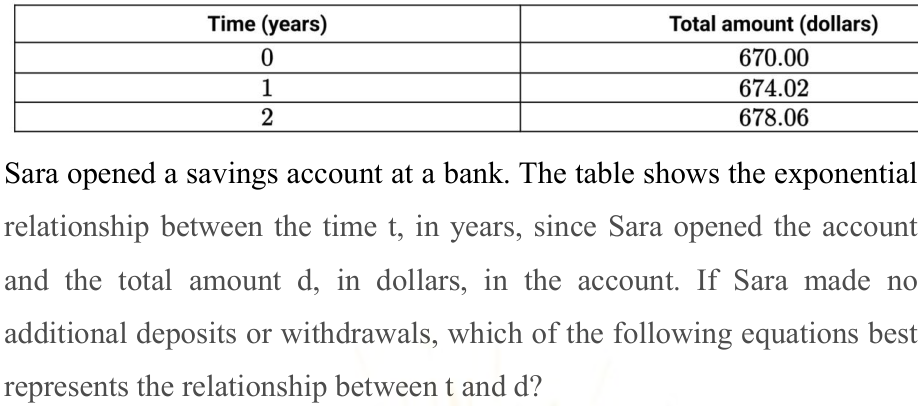 Time (years) Total amount (dollars)
0 670.00
1 674.02
2 678.06
Sara opened a savings account at a bank. The table shows the exponential
relationship between the time t, in years, since Sara opened the account
and the total amount d, in dollars, in the account. If Sara made no
additional deposits or withdrawals, which of the following equations best
represents the relationship between t and d?